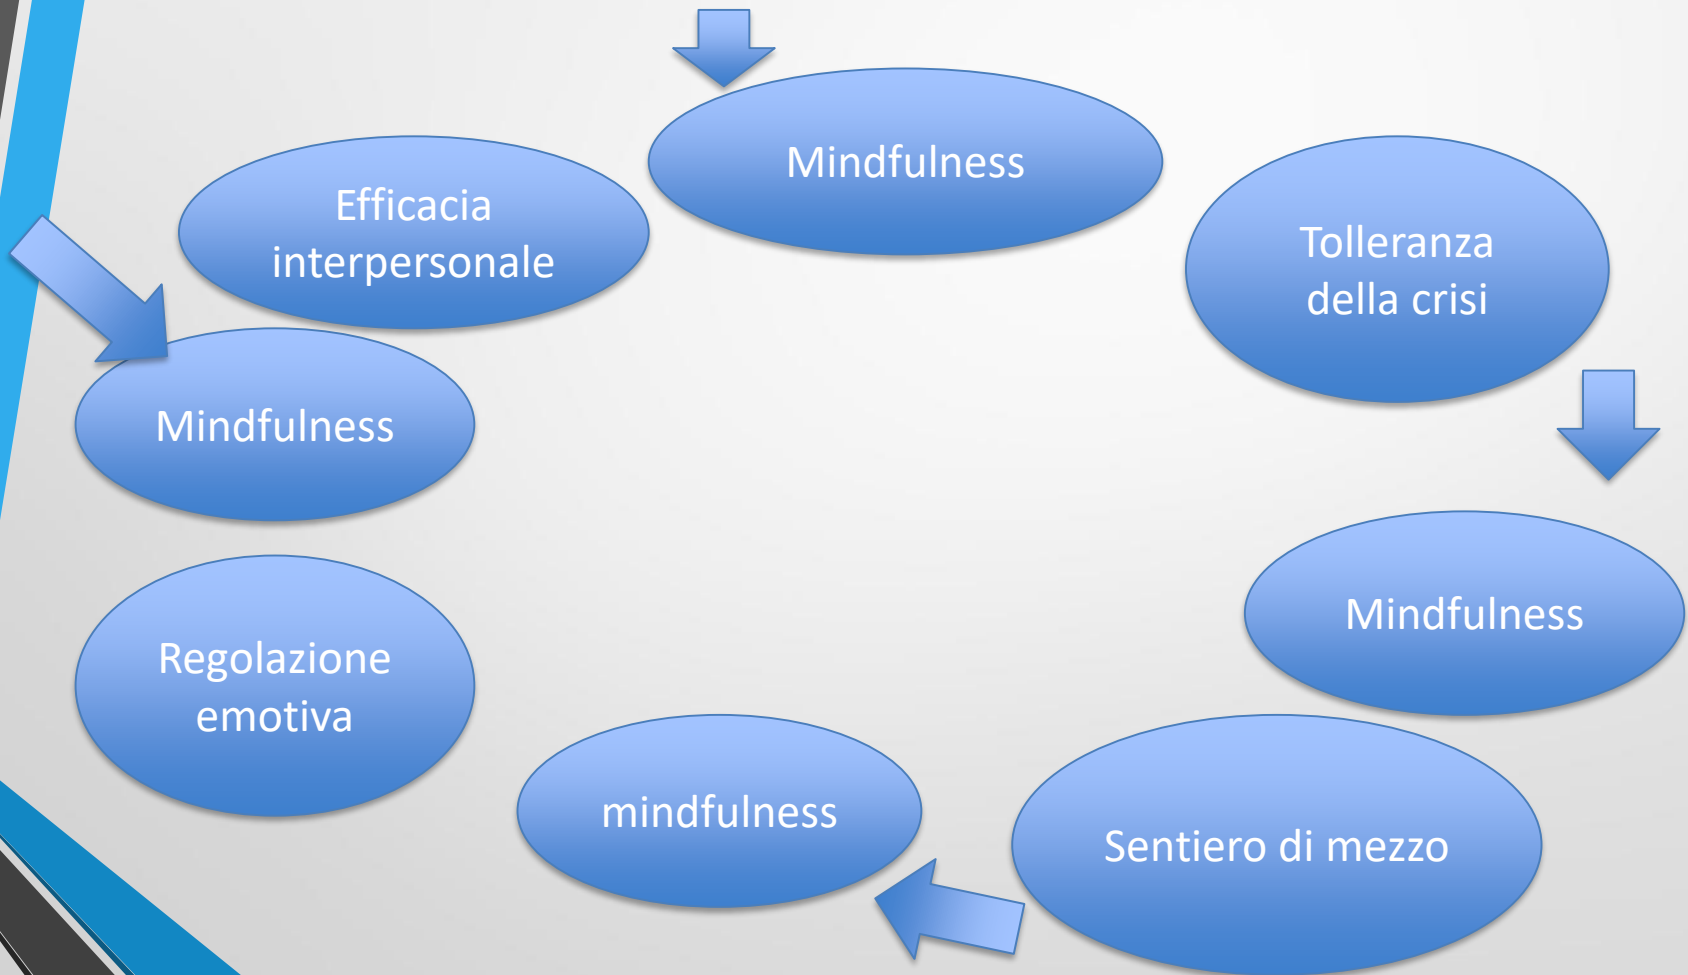 Mindfulness
Efficacia
interpersonale
Tolleranza
della crisi
Mindfulness
Mindfulness
Regolazione
emotiva
mindfulness
Sentiero di mezzo